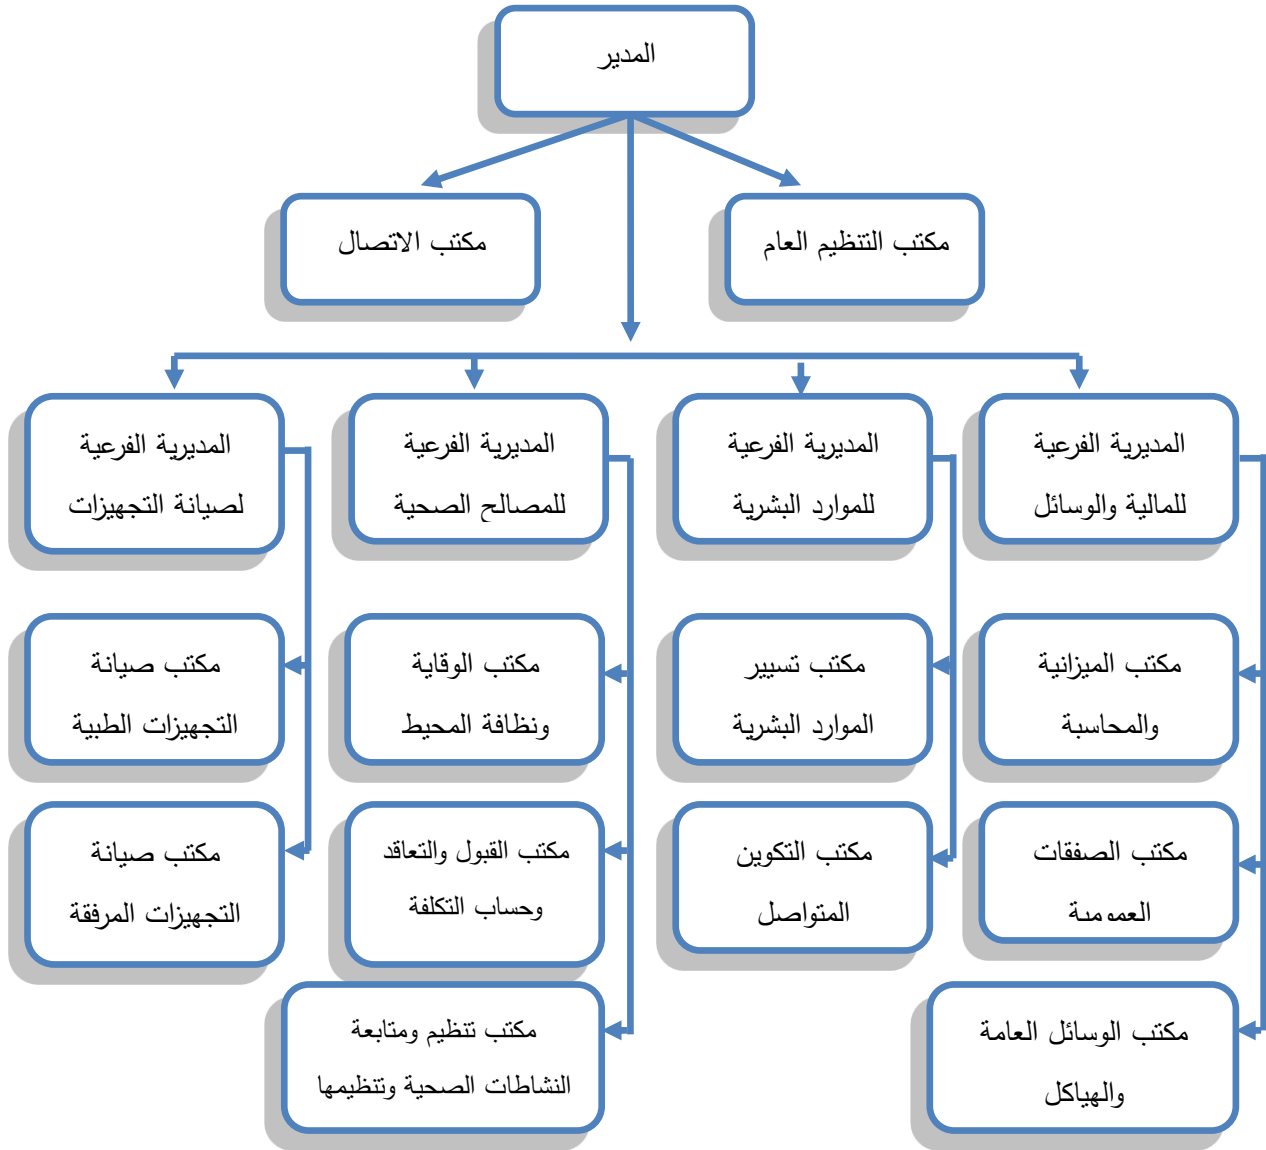 المدير
مكتب التنظيم العام
مكتب الاتصال
المديرية الفرعية
للمالية والوسائل
المديرية الفرعية
للموارد البشرية
المديرية الفرعية
للمصالح الصحية
المديرية الفرعية
لصيانة التجهيزات
مكتب الميزانية
والمحاسبة
مكتب تسيير
الموارد البشرية
مكتب الوقاية
ونظافة المحيط
مكتب صيانة
التجهيزات الطبية
مكتب الصفقات
العمومية
مكتب التكوين
المتواصل
مكتب القبول والتعاقد
وحساب التكلفة
مكتب صيانة
التجهيزات المرفقة
مكتب الوسائل العامة
والهياكل
مكتب تنظيم ومتابعة
النشاطات الصحية وتنظيمها